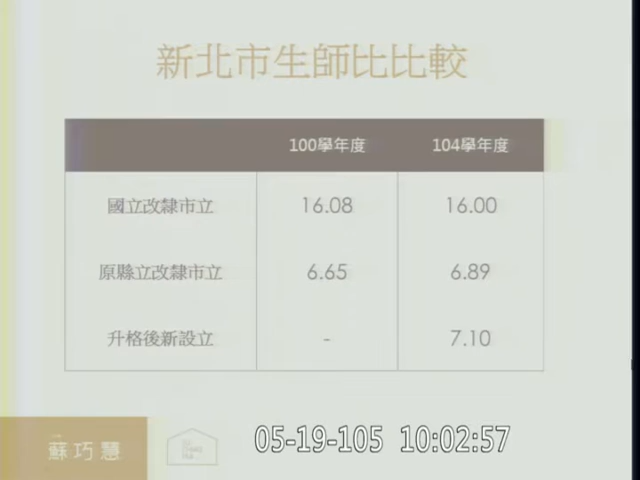 新北市生師比比較
100學年度 104學年度
國立改隸市立 16.08 16.00
原縣立改隸市立 6.65 6.89
升格後新設立 - 7.10
蘇巧慧
05-19-105 10:02:57